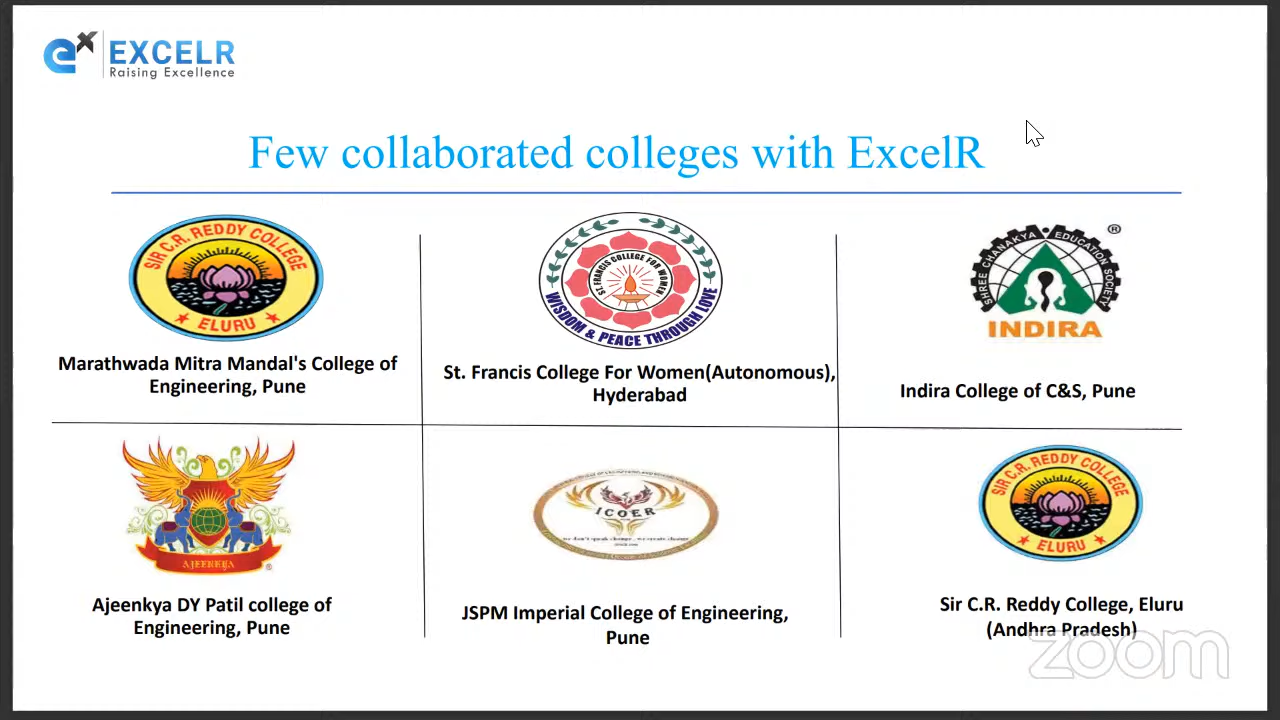 ex EXCELR
Raising Excellence
Few collaborated colleges with ExcelR
SIR C.R. REDDY COLLEGE
ELURU
Marathwada Mitra Mandal's College of
Engineering, Pune
ST. FRANCIS COLLEGE FOR WOMEN
WISDOM & PEACE THROUGH LOVE
St. Francis College For Women(Autonomous),
Hyderabad
SHREE CHANAKYA EDUCATION SOCIETY
®
INDIRA
Indira College of C&S, Pune
AJEENKYA
®
Ajeenkya DY Patil college of
Engineering, Pune
ICOER
JSPM Imperial College of Engineering,
Pune
SIR C.R. REDDY COLLEGE
ELURU
Sir C.R. Reddy College, Eluru
(Andhra Pradesh)
zoom